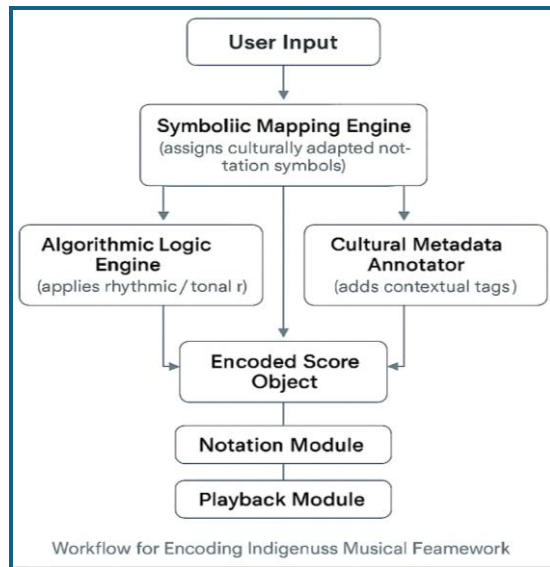 User Input
Symboliic Mapping Engine
(assigns culturally adapted not-
tation symbols)
Algorithmic Logic
Engine
(applies rhythmic / tonal r)
Cultural Metadata
Annotator
(adds contextual tags)
Encoded Score
Object
Notation Module
Playback Module
Workflow for Encoding Indigenuss Musical Feamework